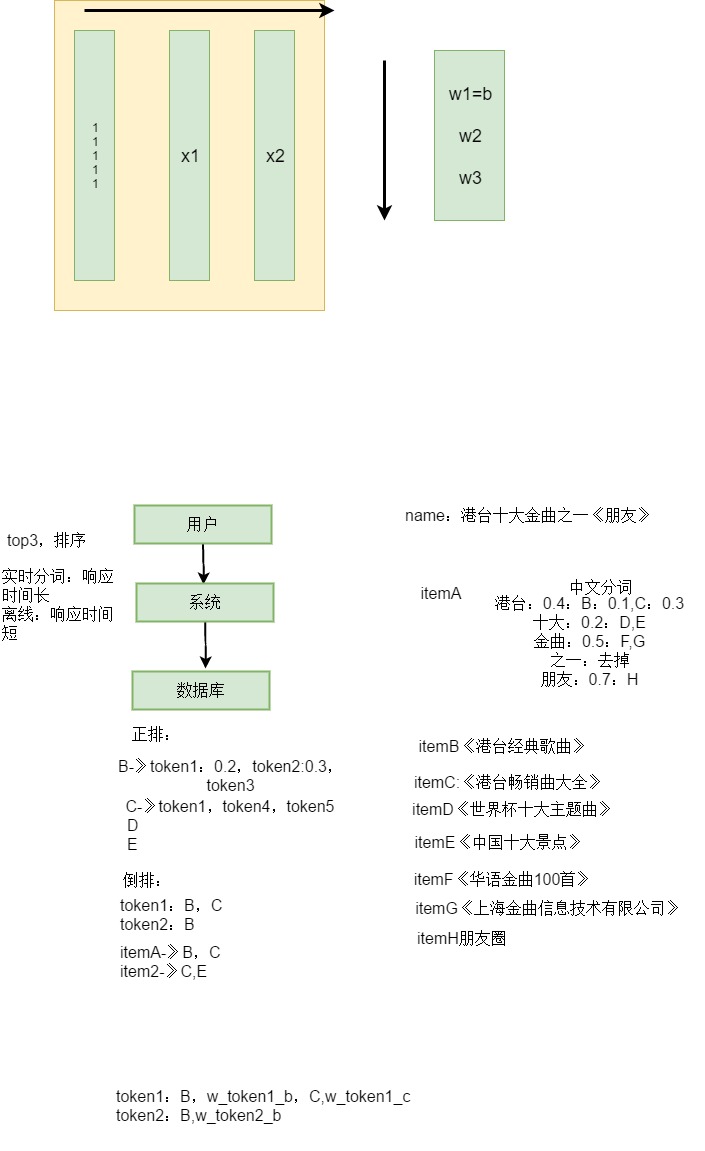 1
1
1
1
1
x1
x2
w1=b
w2
w3
top3，排序
实时分词：响应
时间长
离线：响应时间
短
用户
系统
数据库
name：港台十大金曲之一《朋友》
itemA
中文分词
港台：0.4：B：0.1,C：0.3
十大：0.2：D,E
金曲：0.5：F,G
之一：去掉
朋友：0.7：H
正排：
B-》token1：0.2，token2:0.3，
token3
C-》token1，token4，token5
D
E
倒排：
token1：B，C
token2：B
itemA-》B，C
item2-》C,E
itemB《港台经典歌曲》
itemC:《港台畅销曲大全》
itemD《世界杯十大主题曲》
itemE《中国十大景点》
itemF《华语金曲100首》
itemG《上海金曲信息技术有限公司》
itemH朋友圈
token1：B，w_token1_b，C,w_token1_c
token2：B,w_token2_b